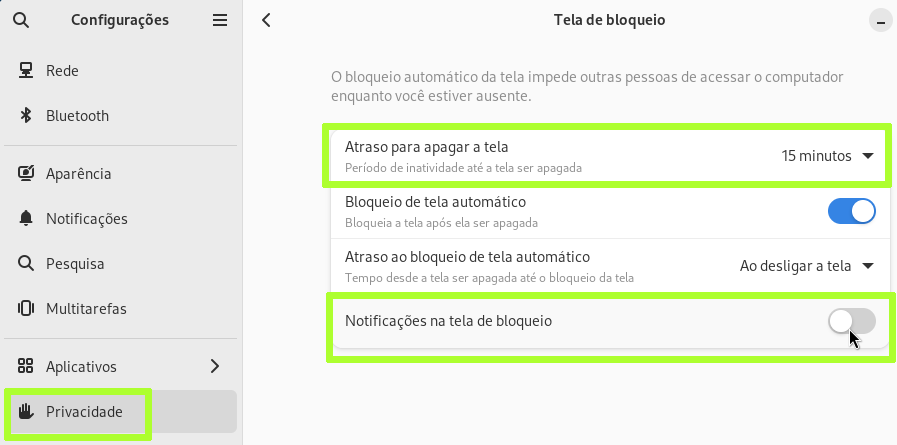 Configurações
Rede
Bluetooth
Aparência
Notificações
Pesquisa
Multitarefas
Aplicativos
Privacidade
Tela de bloqueio
O bloqueio automático da tela impede outras pessoas de acessar o computador
enquanto você estiver ausente.
Atraso para apagar a tela
Período de inatividade até a tela ser apagada
15 minutos
Bloqueio de tela automático
Bloqueia a tela após ela ser apagada
Atraso ao bloqueio de tela automático
Tempo desde a tela ser apagada até o bloqueio da tela
Ao desligar a tela
Notificações na tela de bloqueio